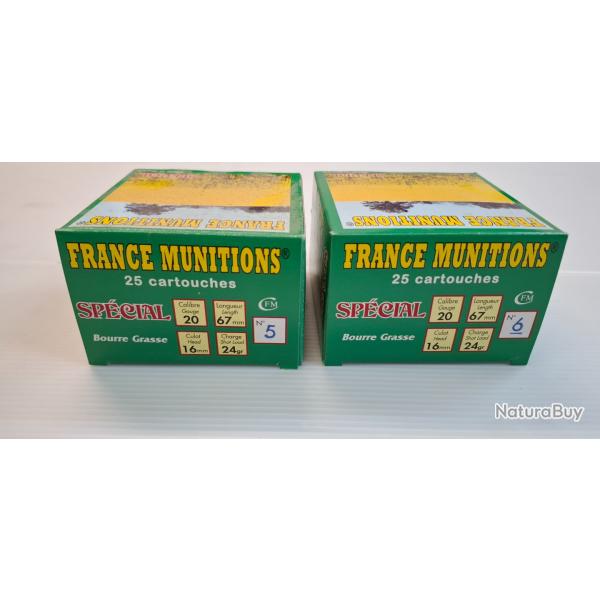 FRANCE MUNITIONS
FRANCE MUNITIONS®
25 cartouches
SPÉCIAL
Calibre Gauge 20
Longueur Length 67mm
FM
Bourre Grasse
Culot Head 16mm
Charge Shot Load 24gr
N° 5
FRANCE MUNITIONS®
FRANCE MUNITIONS®
25 cartouches
SPÉCIAL
Calibre Gauge 20
Longueur Length 67mm
FM
Bourre Grasse
Culot Head 16mm
Charge Shot Load 24gr
N° 6
NaturaBuy